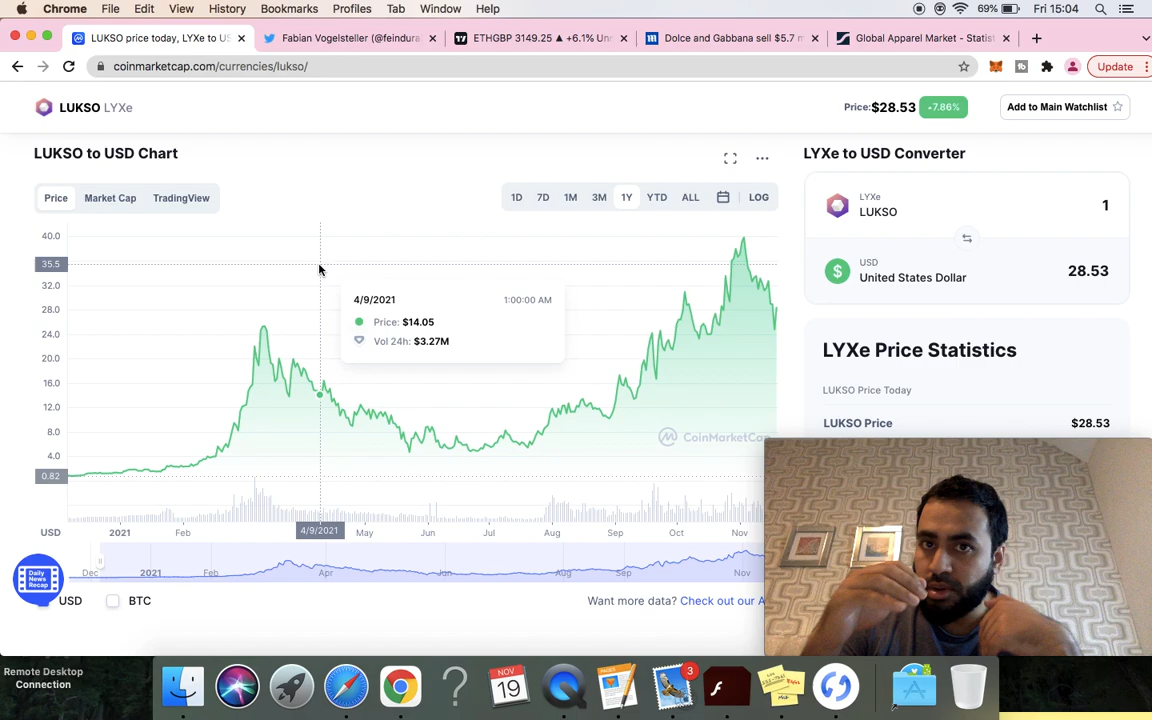 Chrome File Edit View History Bookmarks Profiles Tab Window Help 69% Fri 15:04
LUKSO price today, LYXe to US Fabian Vogelsteller (@feindura ETHGBP 3149.25 ▲ +6.1% Un Dolce and Gabbana sell $5.7 m Global Apparel Market - Statist
coinmarketcap.com/currencies/lukso/ Update
LUKSO LYXe Price:$28.53 7.86% Add to Main Watchlist
LUKSO to USD Chart
LYXe to USD Converter
Price Market Cap TradingView 1D 7D 1M 3M 1Y YTD ALL LOG
LYXe
LUKSO
1
USD
United States Dollar
28.53
40.0
35.5
32.0
28.0
24.0
20.0
16.0
12.0
8.0
4.0
0.82
4/9/2021 1:00:00 AM
Price: $14.05
Vol 24h: $3.27M
CoinMarketCa
LYXe Price Statistics
LUKSO Price Today
LUKSO Price $28.53
USD 2021 Feb 4/9/2021 May Jun Jul Aug Sep Oct Nov
Dec 2021 Feb Apr Jun Aug Sep Nov
Daily
News
Recap
USD BTC
Want more data? Check out our A
Remote Desktop
Connection
NOV
19
PAGES
3